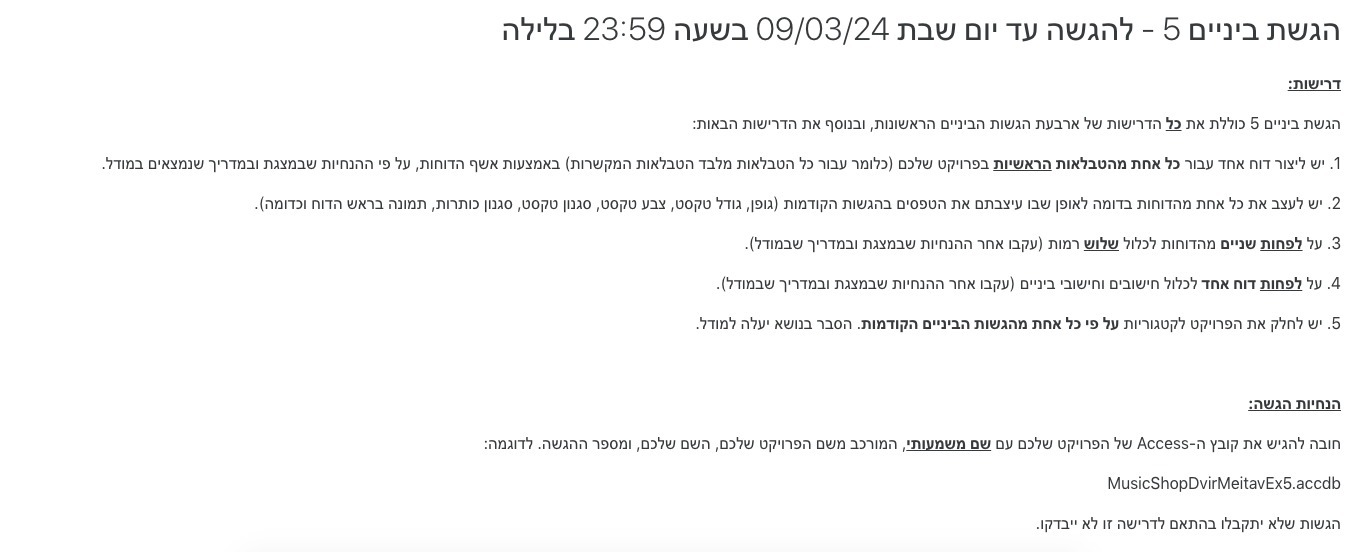 הגשת ביניים 5 - להגשה עד יום שבת 09/03/24 בשעה 23:59 בלילה
דרישות:
הגשת ביניים 5 כוללת את כל הדרישות של ארבעת הגשות הביניים הראשונות, ובנוסף את הדרישות הבאות:
1. יש ליצור דוח אחד עבור כל אחת מהטבלאות הראשיות בפרויקט שלכם (כלומר עבור כל הטבלאות מלבד הטבלאות המקשרות) באמצעות אשף הדוחות, על פי ההנחיות שבמצגת ובמדריך שנמצאים במודל.
2. יש לעצב את כל אחת מהדוחות בדומה לאופן שבו עיצבתם את הטפסים בהגשות הקודמות (גופן, גודל טקסט, צבע טקסט, סגנון טקסט, סגנון כותרות, תמונה בראש הדוח וכדומה).
3. על לפחות שניים מהדוחות לכלול שלוש רמות (עקבו אחר ההנחיות שבמצגת ובמדריך שבמודל).
4. על לפחות דוח אחד לכלול חישובים וחישובי ביניים (עקבו אחר ההנחיות שבמצגת ובמדריך שבמודל).
5. יש לחלק את הפרויקט לקטגוריות על פי כל אחת מהגשות הביניים הקודמות. הסבר בנושא יעלה למודל.
הנחיות הגשה:
חובה להגיש את קובץ ה-Access של הפרויקט שלכם עם שם משמעותי, המורכב משם הפרויקט שלכם, השם שלכם, ומספר ההגשה. לדוגמה:
MusicShopDvirMeitavEx5.accdb
הגשות שלא יתקבלו בהתאם לדרישה זו לא ייבדקו.